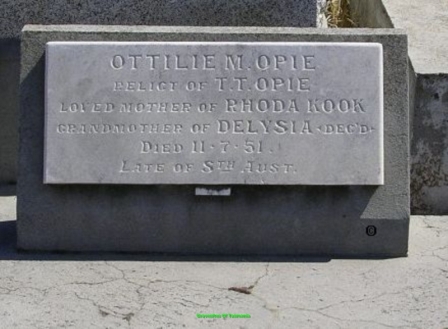 OTTILIE M. OPIE
RELICT OF T.T. OPIE
LOVED MOTHER OF RHODA KOOK
GRANDMOTHER OF DELYSIA (DEC'D)
DIED 11-7-51.
LATE OF STH AUST.